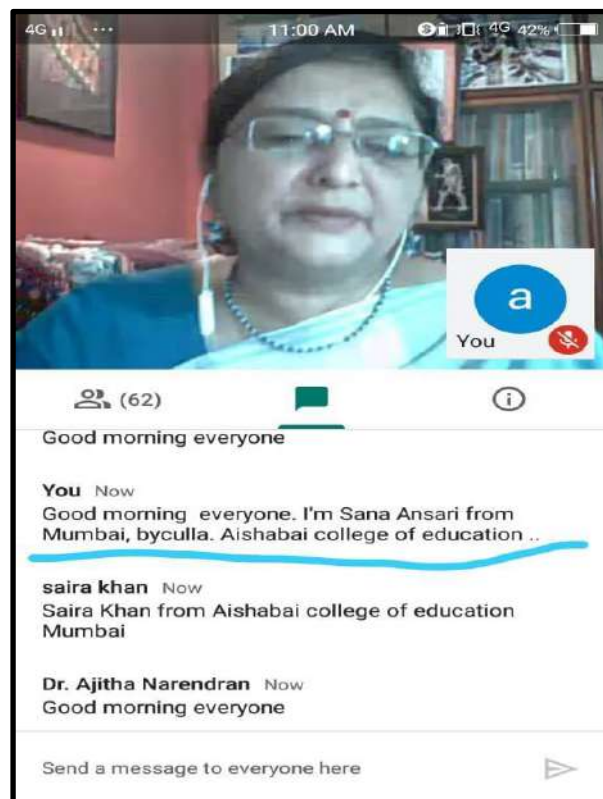 4G ... 11:00 AM 4G 42%
a
You
(62)
Good morning everyone
You Now
Good morning everyone. I'm Sana Ansari from
Mumbai, byculla. Aishabai college of education ..
saira khan Now
Saira Khan from Aishabai college of education
Mumbai
Dr. Ajitha Narendran Now
Good morning everyone
Send a message to everyone here